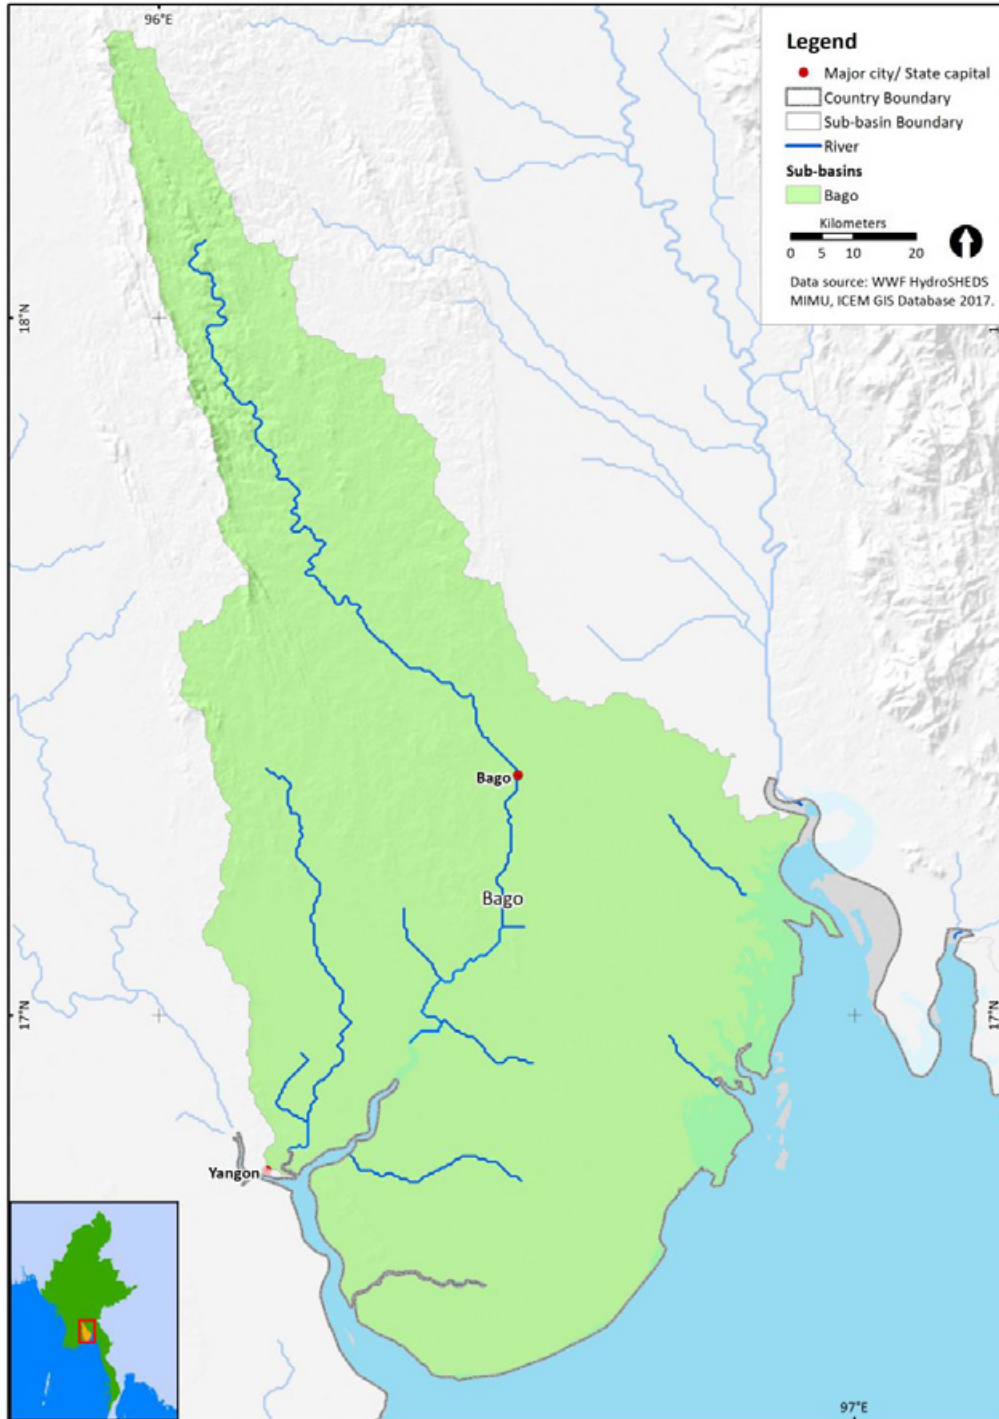 96°E
Legend
Major city/ State capital
Country Boundary
Sub-basin Boundary
River
Sub-basins
Bago
Kilometers
0 5 10 20
Data source: WWF HydroSHEDS
MIMU, ICEM GIS Database 2017.
18°N
Bago
Bago
17°N
17°N
Yangon
97°E